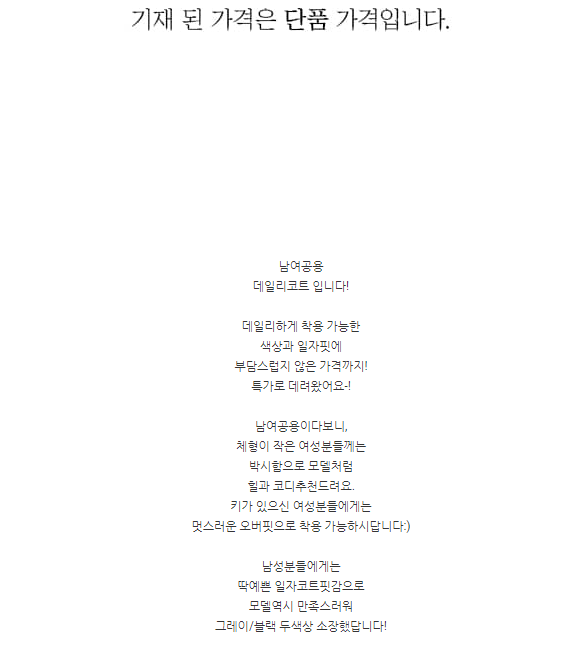 기재 된 가격은 단품 가격입니다.
남여공용
데일리코트 입니다!
데일리하게 착용 가능한
색상과 일자핏에
부담스럽지 않은 가격까지!
특가로 데려왔어요-!
남여공용이다보니,
체형이 작은 여성분들께는
박시함으로 모델처럼
힐과 코디추천드려요.
키가 있으신 여성분들에게는
멋스러운 오버핏으로 착용 가능하시답니다:)
남성분들에게는
딱예쁜 일자코트핏감으로
모델역시 만족스러워
그레이/블랙 두색상 소장했답니다!